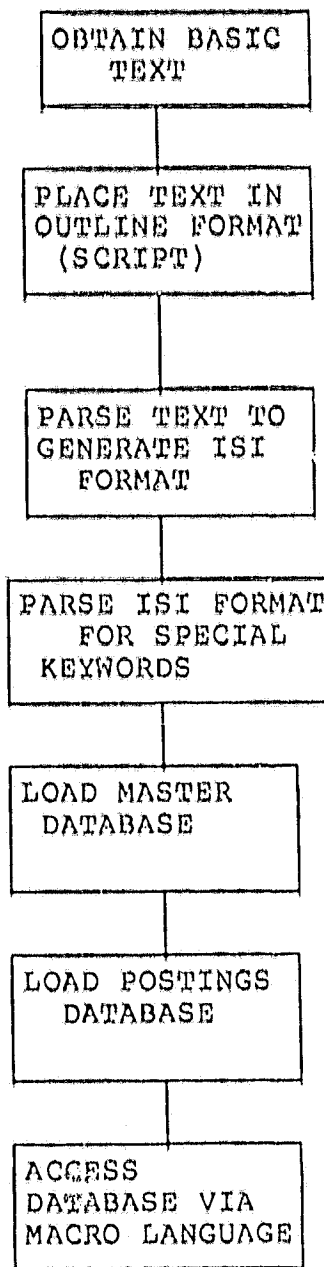 OBTAIN BASIC
TEXT
PLACE TEXT IN
OUTLINE FORMAT
(SCRIPT)
PARSE TEXT TO
GENERATE ISI
FORMAT
PARSE ISI FORMAT
FOR SPECIAL
KEYWORDS
LOAD MASTER
DATABASE
LOAD POSTINGS
DATABASE
ACCESS
DATABASE VIA
MACRO LANGUAGE